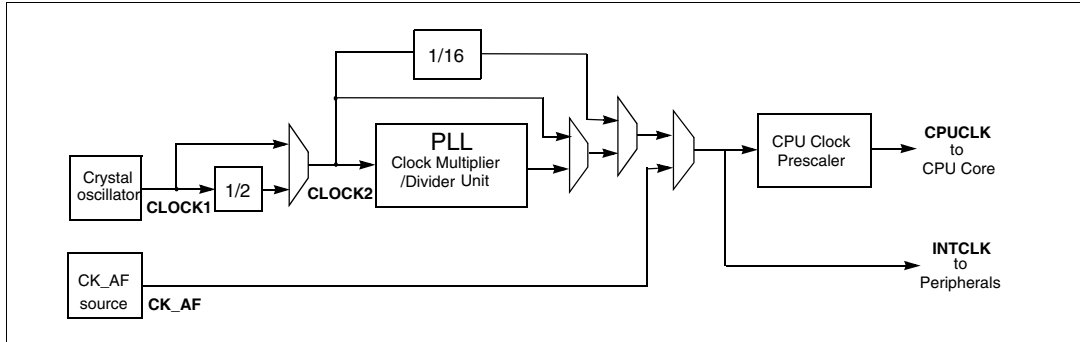 1/16
PLL
Clock Multiplier
/Divider Unit
Crystal
oscillator
CLOCK1
1/2
CLOCK2
CPU Clock
Prescaler
CPUCLK
to
CPU Core
INTCLK
to
Peripherals
CK_AF
source
CK_AF